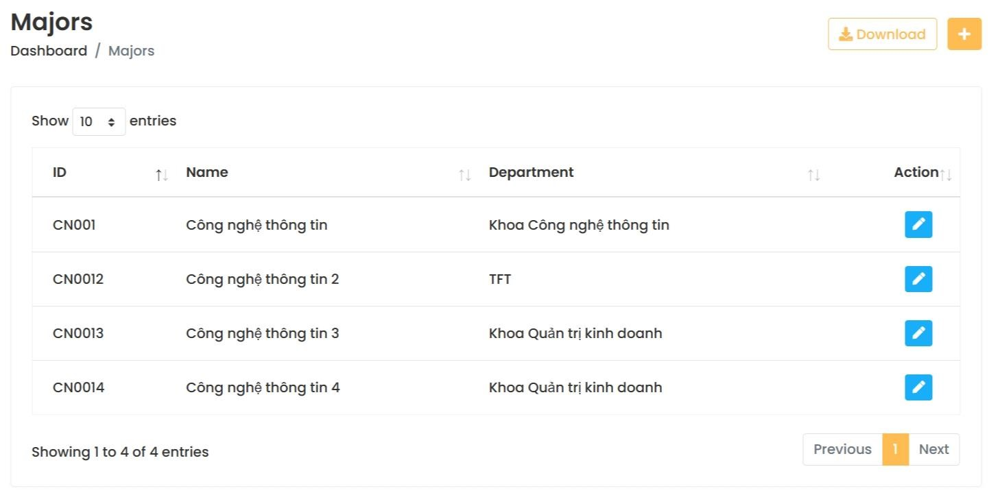 Majors
Dashboard / Majors
Download
Show 10 entries
ID Name Department Action
CN001 Công nghệ thông tin Khoa Công nghệ thông tin
CN0012 Công nghệ thông tin 2 TFT
CN0013 Công nghệ thông tin 3 Khoa Quản trị kinh doanh
CN0014 Công nghệ thông tin 4 Khoa Quản trị kinh doanh
Showing 1 to 4 of 4 entries
Previous 1 Next